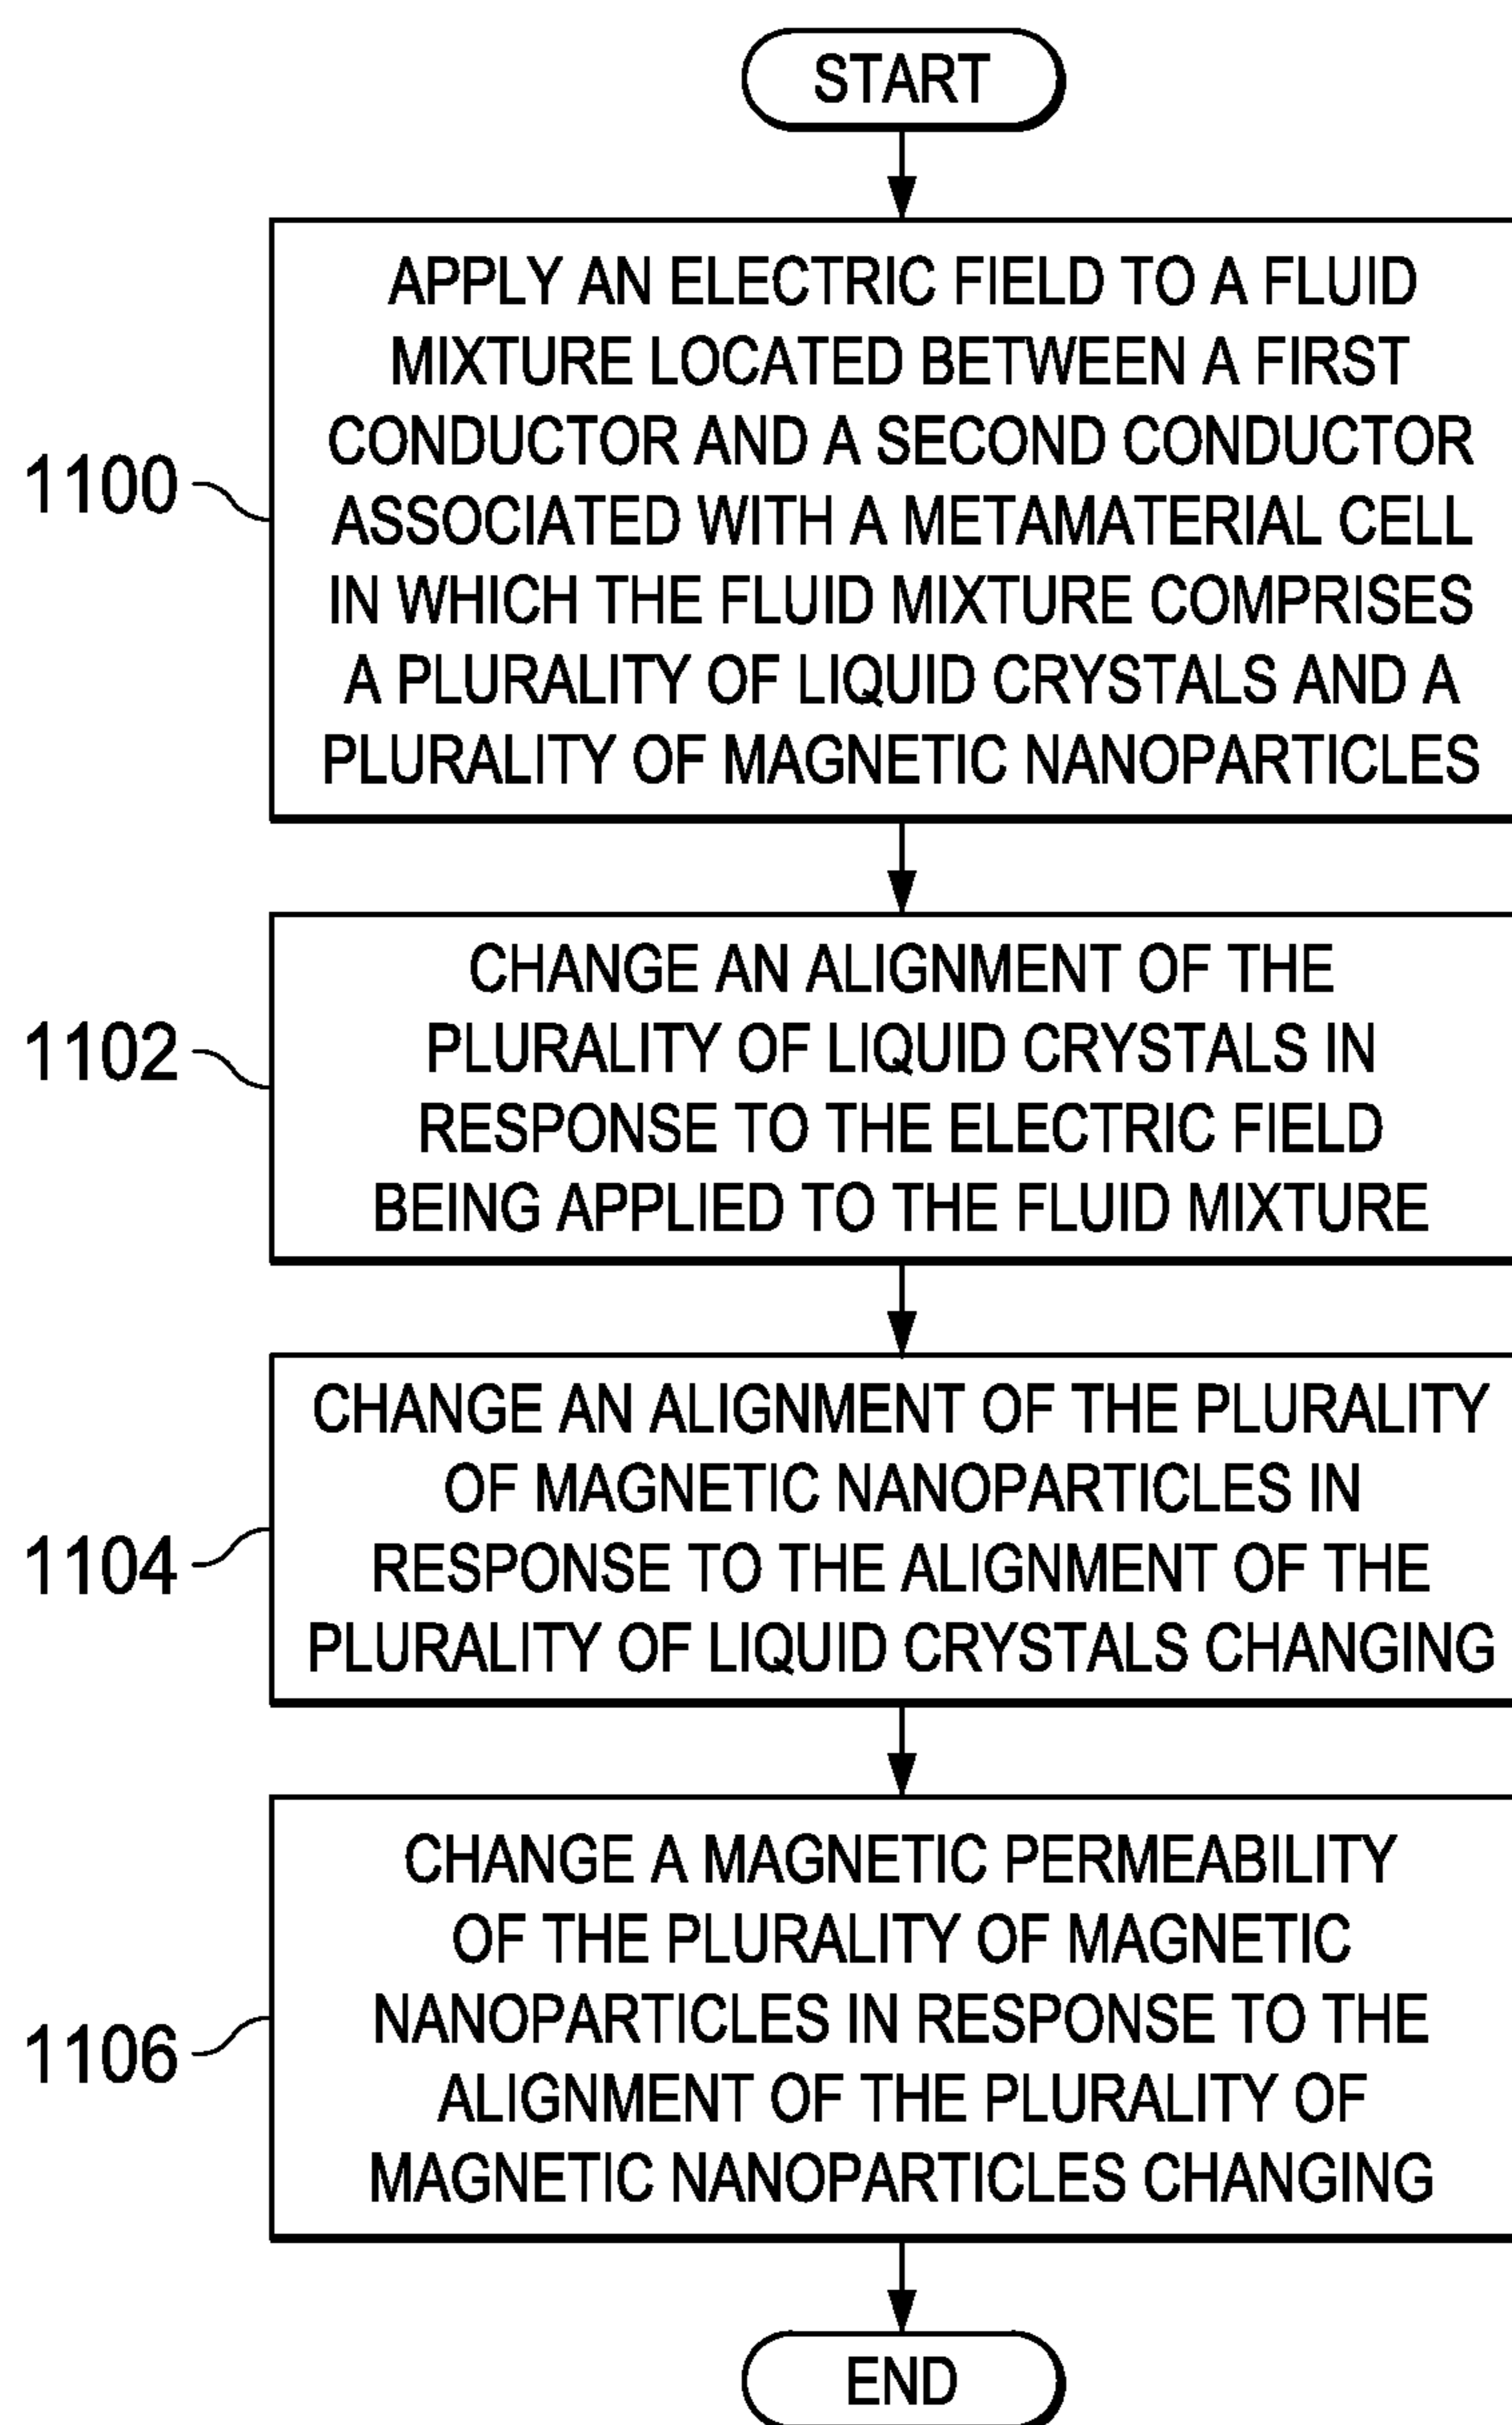 START
APPLY AN ELECTRIC FIELD TO A FLUID
MIXTURE LOCATED BETWEEN A FIRST
CONDUCTOR AND A SECOND CONDUCTOR
1100
ASSOCIATED WITH A METAMATERIAL CELL
IN WHICH THE FLUID MIXTURE COMPRISES
A PLURALITY OF LIQUID CRYSTALS AND A
PLURALITY OF MAGNETIC NANOPARTICLES
CHANGE AN ALIGNMENT OF THE
1102
PLURALITY OF LIQUID CRYSTALS IN
RESPONSE TO THE ELECTRIC FIELD
BEING APPLIED TO THE FLUID MIXTURE
CHANGE AN ALIGNMENT OF THE PLURALITY
OF MAGNETIC NANOPARTICLES IN
1104
RESPONSE TO THE ALIGNMENT OF THE
PLURALITY OF LIQUID CRYSTALS CHANGING
CHANGE A MAGNETIC PERMEABILITY
OF THE PLURALITY OF MAGNETIC
NANOPARTICLES IN RESPONSE TO THE
1106
ALIGNMENT OF THE PLURALITY OF
MAGNETIC NANOPARTICLES CHANGING
END